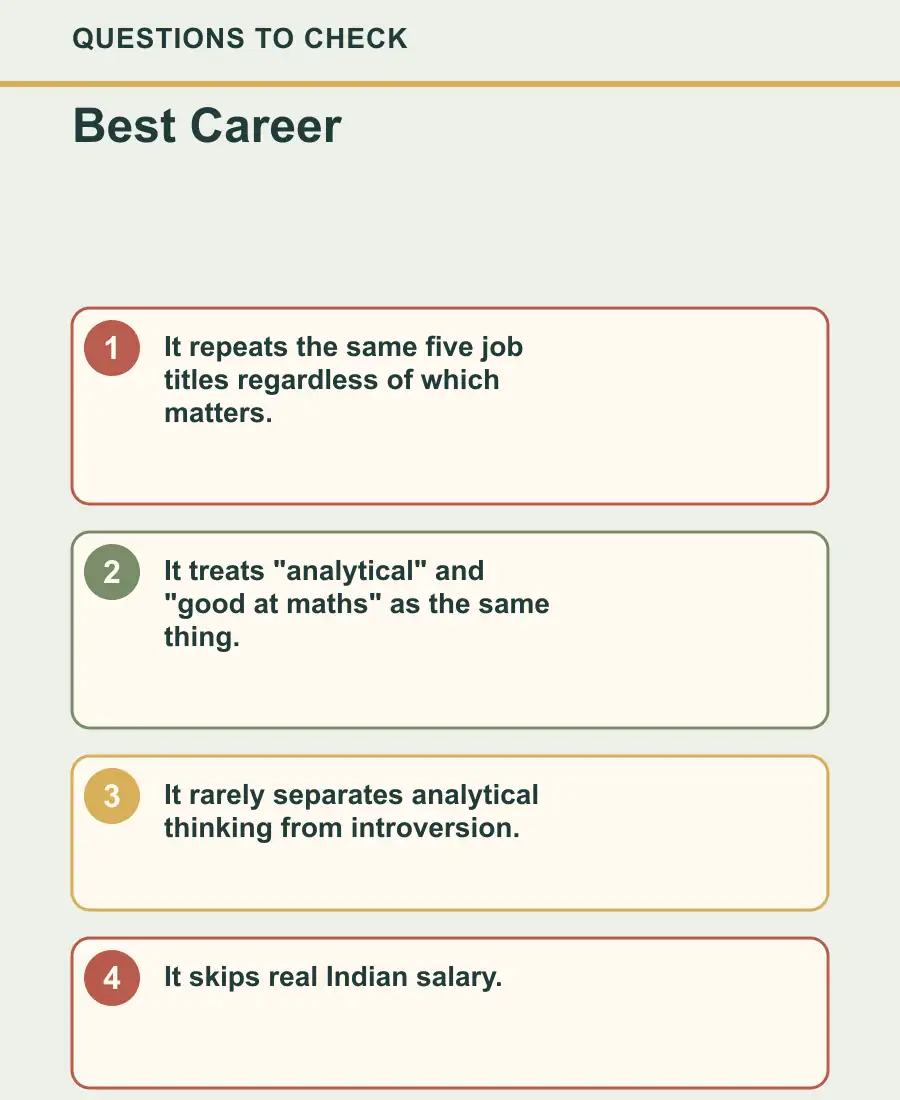 QUESTIONS TO CHECK
Best Career
1
It repeats the same five job
titles regardless of which
matters.
2
It treats "analytical" and
"good at maths" as the same
thing.
3
It rarely separates analytical
thinking from introversion.
4
It skips real Indian salary.